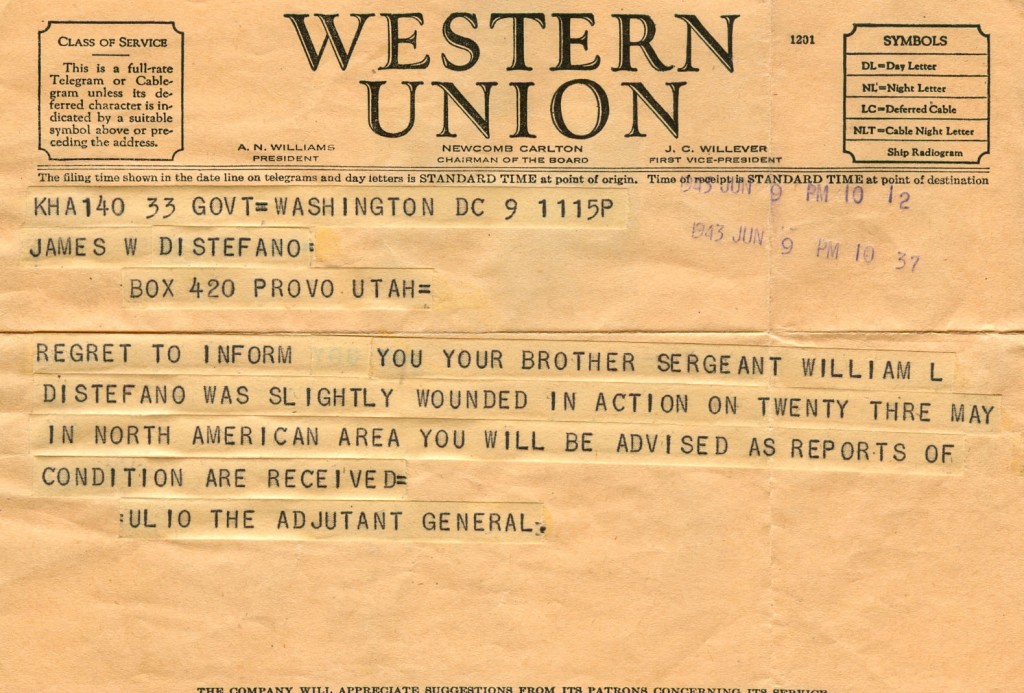 CLASS OF SERVICE
This is a full-rate
Telegram or Cable-
gram unless its de-
ferred character is in-
dicated by a suitable
symbol above or pre-
ceding the address.
WESTERN
UNION
A. N. WILLIAMS
PRESIDENT
NEWCOMB CARLTON
CHAIRMAN OF THE BOARD
J. C. WILLEVER
FIRST VICE-PRESIDENT
1201
SYMBOLS
DL=Day Letter
NL=Night Letter
LC=Deferred Cable
NLT=Cable Night Letter
Ship Radiogram
The filing time shown in the date line on telegrams and day letters is STANDARD TIME at point of origin. Time of receipt is STANDARD TIME at point of destination
1943 JUN 9 PM 10 12
KHA140 33 GOVT=WASHINGTON DC 9 1115P
1943 JUN 9 PM 10 37
JAMES W DISTEFANO=
BOX 420 PROVO UTAH=
REGRET TO INFORM YOU YOUR BROTHER SERGEANT WILLIAM L
DISTEFANO WAS SLIGHTLY WOUNDED IN ACTION ON TWENTY THRE MAY
IN NORTH AMERICAN AREA YOU WILL BE ADVISED AS REPORTS OF
CONDITION ARE RECEIVED=
:ULIO THE ADJUTANT GENERAL.
THE COMPANY WILL APPRECIATE SUGGESTIONS FROM ITS PATRONS CONCERNING ITS SERVICE